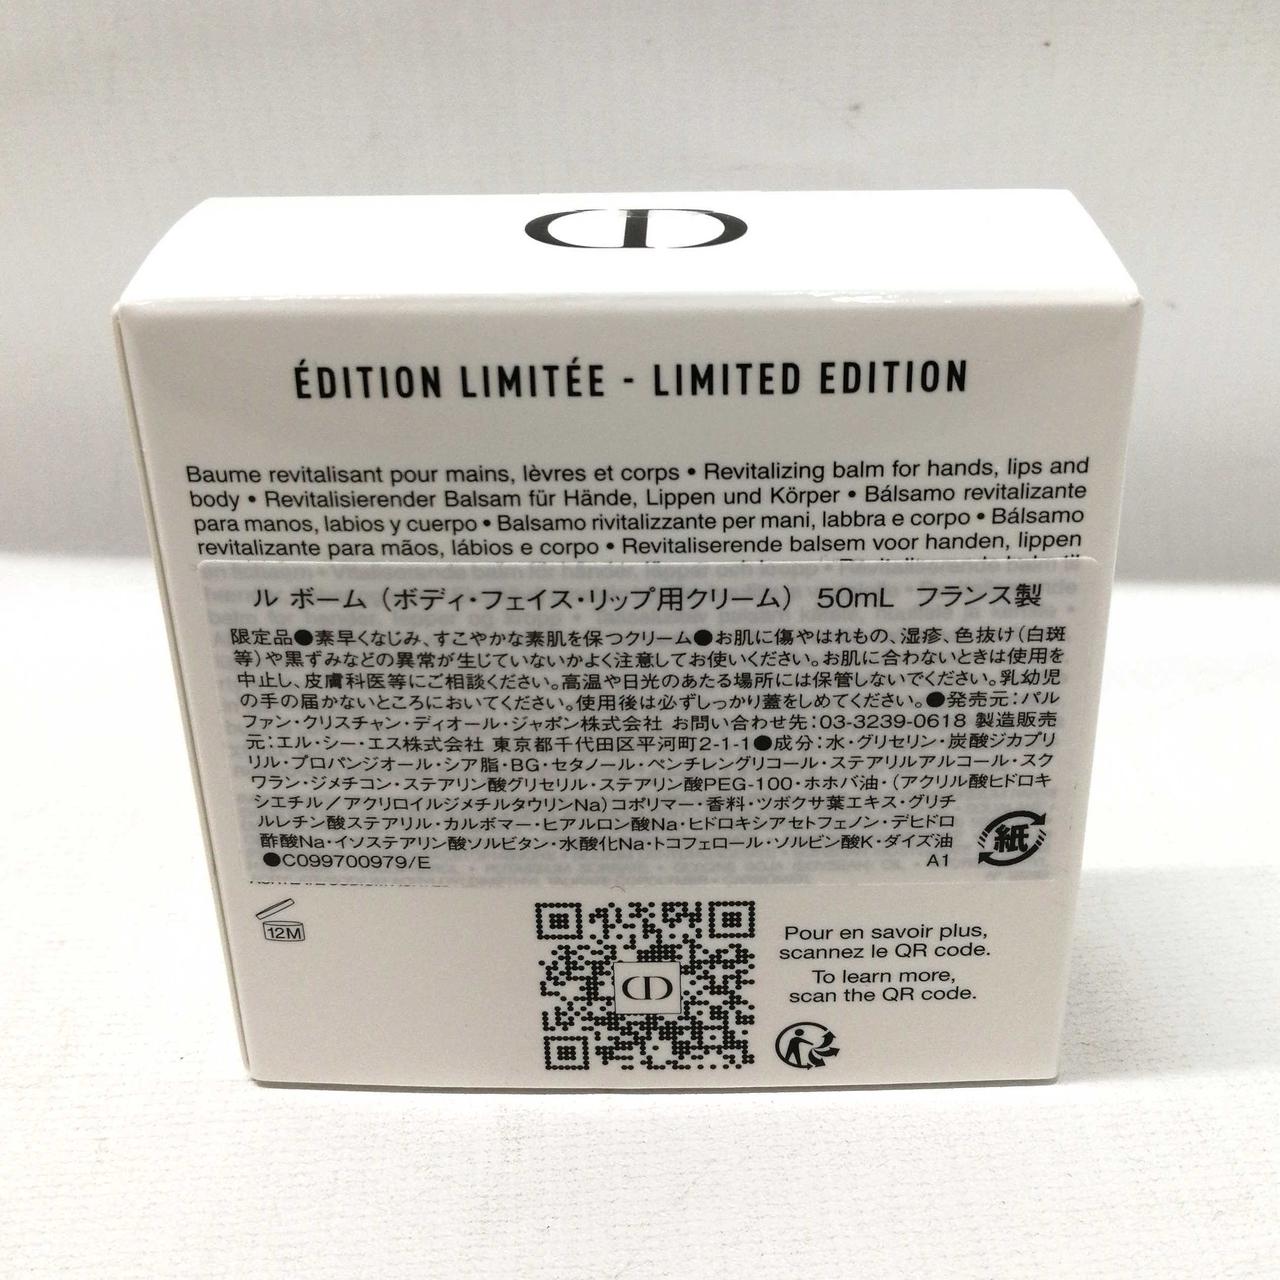 ÉDITION LIMITÉE - LIMITED EDITION
Baume revitalisant pour mains, lèvres et corps • Revitalizing balm for hands, lips and
body • Revitalisierender Balsam für Hände, Lippen und Körper • Bálsamo revitalizante
para manos, labios y cuerpo • Balsamo rivitalizzante per mani, labbra e corpo • Bálsamo
revitalizante para mãos, lábios e corpo • Revitaliserende balsem voor handen, lippen
ル ボーム（ボディ・フェイス・リップ用クリーム） 50mL フランス製
限定品●素早くなじみ、すこやかな素肌を保つクリーム●お肌に傷やはれもの、湿疹、色抜け(白斑
等)や黒ずみなどの異常が生じていないかよく注意してお使いください。お肌に合わないときは使用を
中止し、皮膚科医等にご相談ください。高温や日光のあたる場所には保管しないでください。乳幼児
の手の届かないところにおいてください。使用後は必ずしっかり蓋をしめてください。●発売元：パル
ファン・クリスチャン・ディオール・ジャポン株式会社 お問い合わせ先：03-3239-0618 製造販売
元：エル・シー・エス株式会社 東京都千代田区平河町2-1-1●成分：水・グリセリン・炭酸ジカプリ
リル・プロパンジオール・シア脂・BG・セタノール・ペンチレングリコール・ステアリルアルコール・スク
ワラン・ジメチコン・ステアリン酸グリセリル・ステアリン酸PEG-100・ホホバ油・（アクリル酸ヒドロキ
シエチル／アクリロイルジメチルタウリンNa）コポリマー・香料・ツボクサ葉エキス・グリチ
ルレチン酸ステアリル・カルボマー・ヒアルロン酸Na・ヒドロキシアセトフェノン・デヒドロ
酢酸Na・イソステアリン酸ソルビタン・水酸化Na・トコフェロール・ソルビン酸K・ダイズ油
●C099700979/E A1
紙
12M
Pour en savoir plus,
scannez le QR code.
To learn more,
scan the QR code.